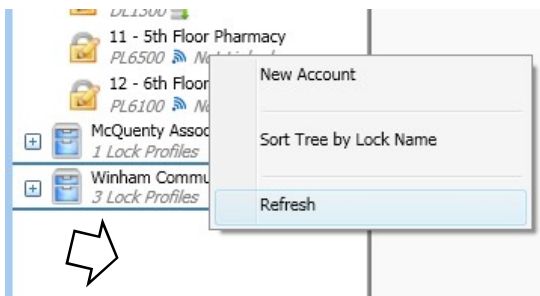 DL1300
11 - 5th Floor Pharmacy
PL6500
12 - 6th Floor
PL6100
McQuenty Assoc
1 Lock Profiles
Winham Commu
3 Lock Profiles
New Account
Sort Tree by Lock Name
Refresh